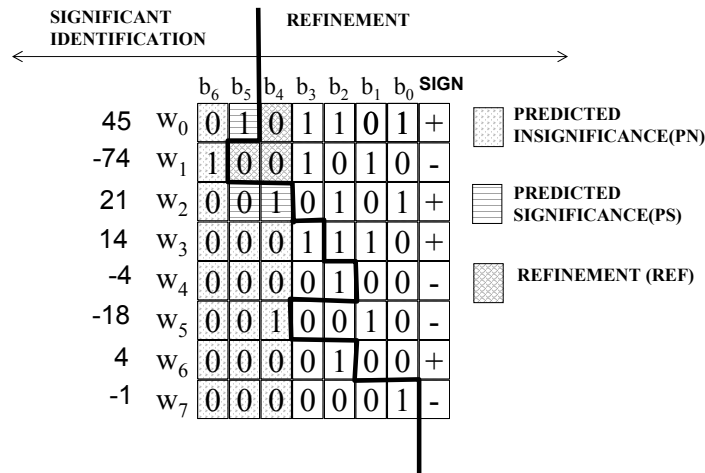 SIGNIFICANT
IDENTIFICATION
REFINEMENT
b6 b5 b4 b3 b2 b1 b0 SIGN
45 w0 0 1 0 1 1 0 1 +
-74 w1 1 0 0 1 0 1 0 -
21 w2 0 0 1 0 1 0 1 +
14 w3 0 0 0 1 1 1 0 +
-4 w4 0 0 0 0 1 0 0 -
-18 w5 0 0 1 0 0 1 0 -
4 w6 0 0 0 0 1 0 0 +
-1 w7 0 0 0 0 0 0 1 -
PREDICTED
INSIGNIFICANCE(PN)
PREDICTED
SIGNIFICANCE(PS)
REFINEMENT (REF)